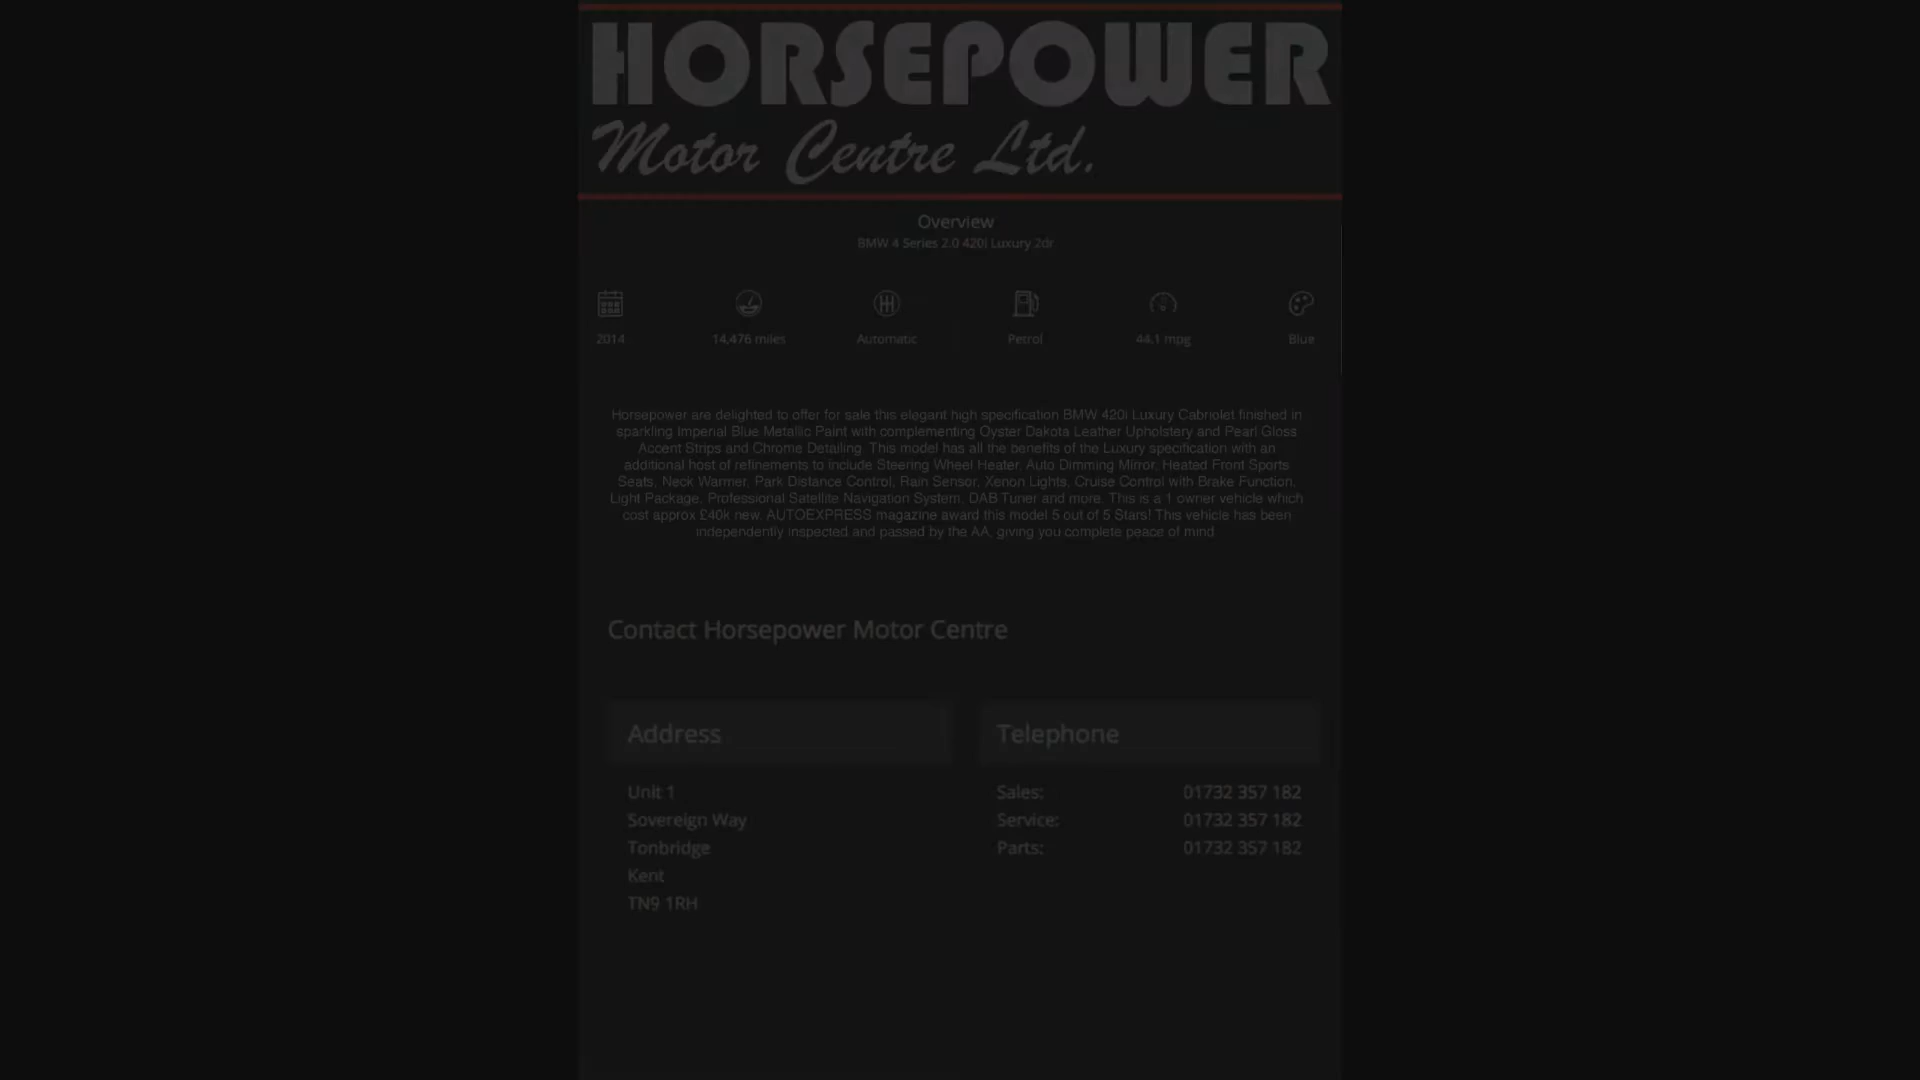 HORSEPOWER
Motor Centre Ltd.
Overview
BMW 4 Series 2.0 420i Luxury 2dr
2014
14,476 miles
Automatic
Petrol
44.1 mpg
Blue
Horsepower are delighted to offer for sale this elegant high specification BMW 420i Luxury Cabriolet finished in
sparkling Imperial Blue Metallic Paint with complementing Oyster Dakota Leather Upholstery and Pearl Gloss
Accent Strips and Chrome Detailing. This model has all the benefits of the Luxury specification with an
additional host of refinements to include Steering Wheel Heater, Auto Dimming Mirror, Heated Front Sports
Seats, Neck Warmer, Park Distance Control, Rain Sensor, Xenon Lights, Cruise Control with Brake Function,
Light Package, Professional Satellite Navigation System, DAB Tuner and more. This is a 1 owner vehicle which
cost approx £40k new. AUTOEXPRESS magazine award this model 5 out of 5 Stars! This vehicle has been
independently inspected and passed by the AA, giving you complete peace of mind.
Contact Horsepower Motor Centre
Address
Unit 1
Sovereign Way
Tonbridge
Kent
TN9 1RH
Telephone
Sales: 01732 357 182
Service: 01732 357 182
Parts: 01732 357 182